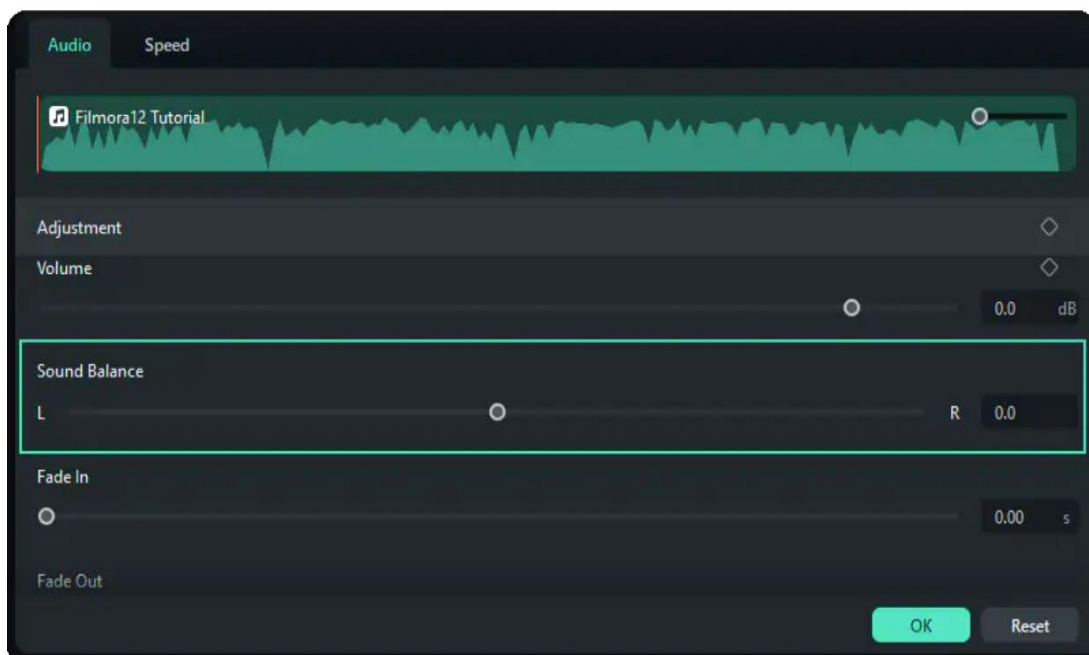 Audio Speed
Filmora12 Tutorial
Adjustment
Volume
0.0 dB
Sound Balance
L R 0.0
Fade In
0.00 s
Fade Out
OK Reset